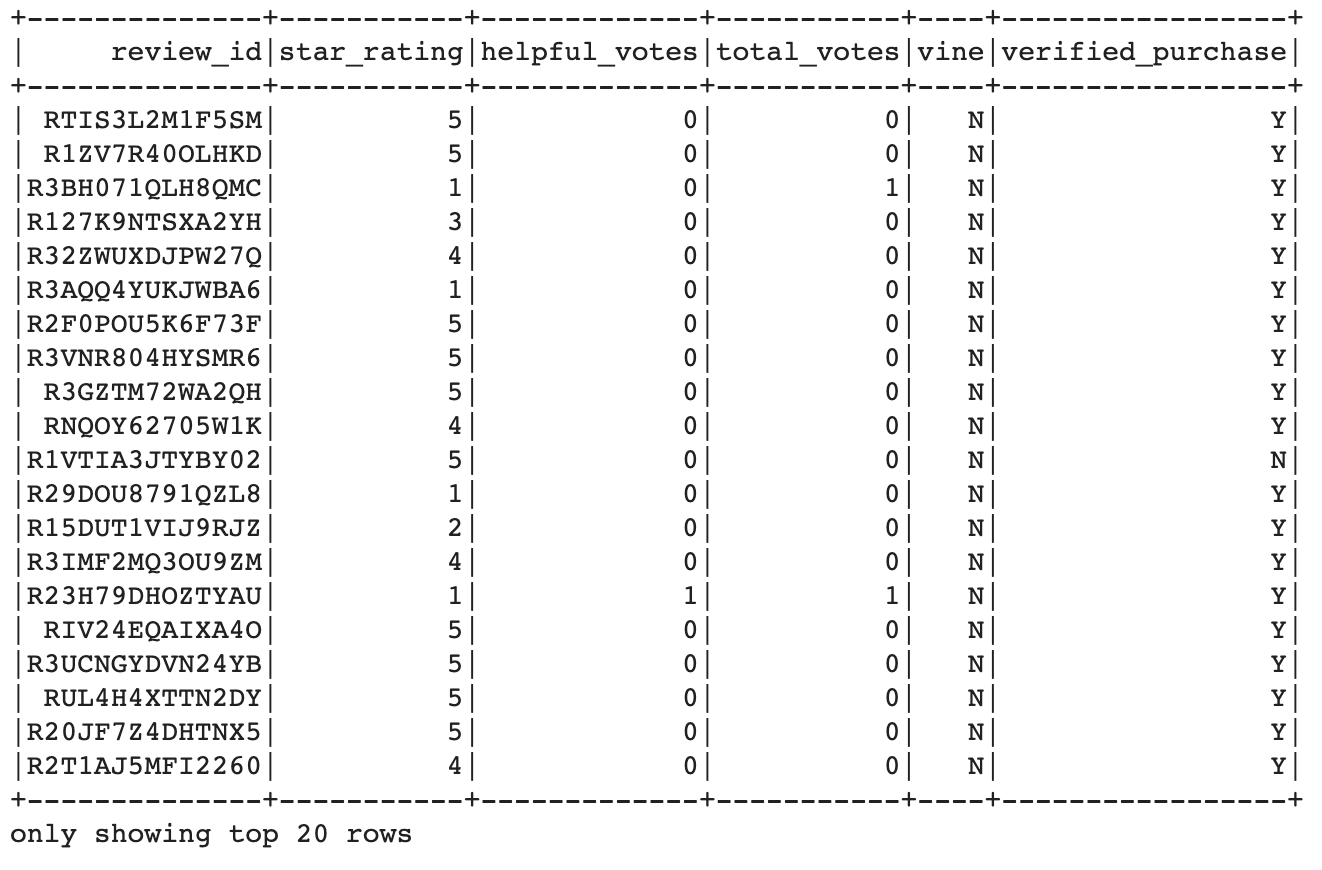 +--------------+-----------+-------------+-----------+----+-----------------+
|     review_id|star_rating|helpful_votes|total_votes|vine|verified_purchase|
+--------------+-----------+-------------+-----------+----+-----------------+
| RTIS3L2M1F5SM|          5|            0|          0|   N|                Y|
| R1ZV7R40OLHKD|          5|            0|          0|   N|                Y|
|R3BH071QLH8QMC|          1|            0|          1|   N|                Y|
|R127K9NTSXA2YH|          3|            0|          0|   N|                Y|
|R32ZWUXDJPW27Q|          4|            0|          0|   N|                Y|
|R3AQQ4YUKJWBA6|          1|            0|          0|   N|                Y|
|R2F0POU5K6F73F|          5|            0|          0|   N|                Y|
|R3VNR804HYSMR6|          5|            0|          0|   N|                Y|
| R3GZTM72WA2QH|          5|            0|          0|   N|                Y|
| RNQOY62705W1K|          4|            0|          0|   N|                Y|
|R1VTIA3JTYBY02|          5|            0|          0|   N|                N|
|R29DOU8791QZL8|          1|            0|          0|   N|                Y|
|R15DUT1VIJ9RJZ|          2|            0|          0|   N|                Y|
|R3IMF2MQ3OU9ZM|          4|            0|          0|   N|                Y|
|R23H79DHOZTYAU|          1|            1|          1|   N|                Y|
| RIV24EQAIXA4O|          5|            0|          0|   N|                Y|
|R3UCNGYDVN24YB|          5|            0|          0|   N|                Y|
| RUL4H4XTTN2DY|          5|            0|          0|   N|                Y|
|R20JF7Z4DHTNX5|          5|            0|          0|   N|                Y|
|R2T1AJ5MFI2260|          4|            0|          0|   N|                Y|
+--------------+-----------+-------------+-----------+----+-----------------+
only showing top 20 rows